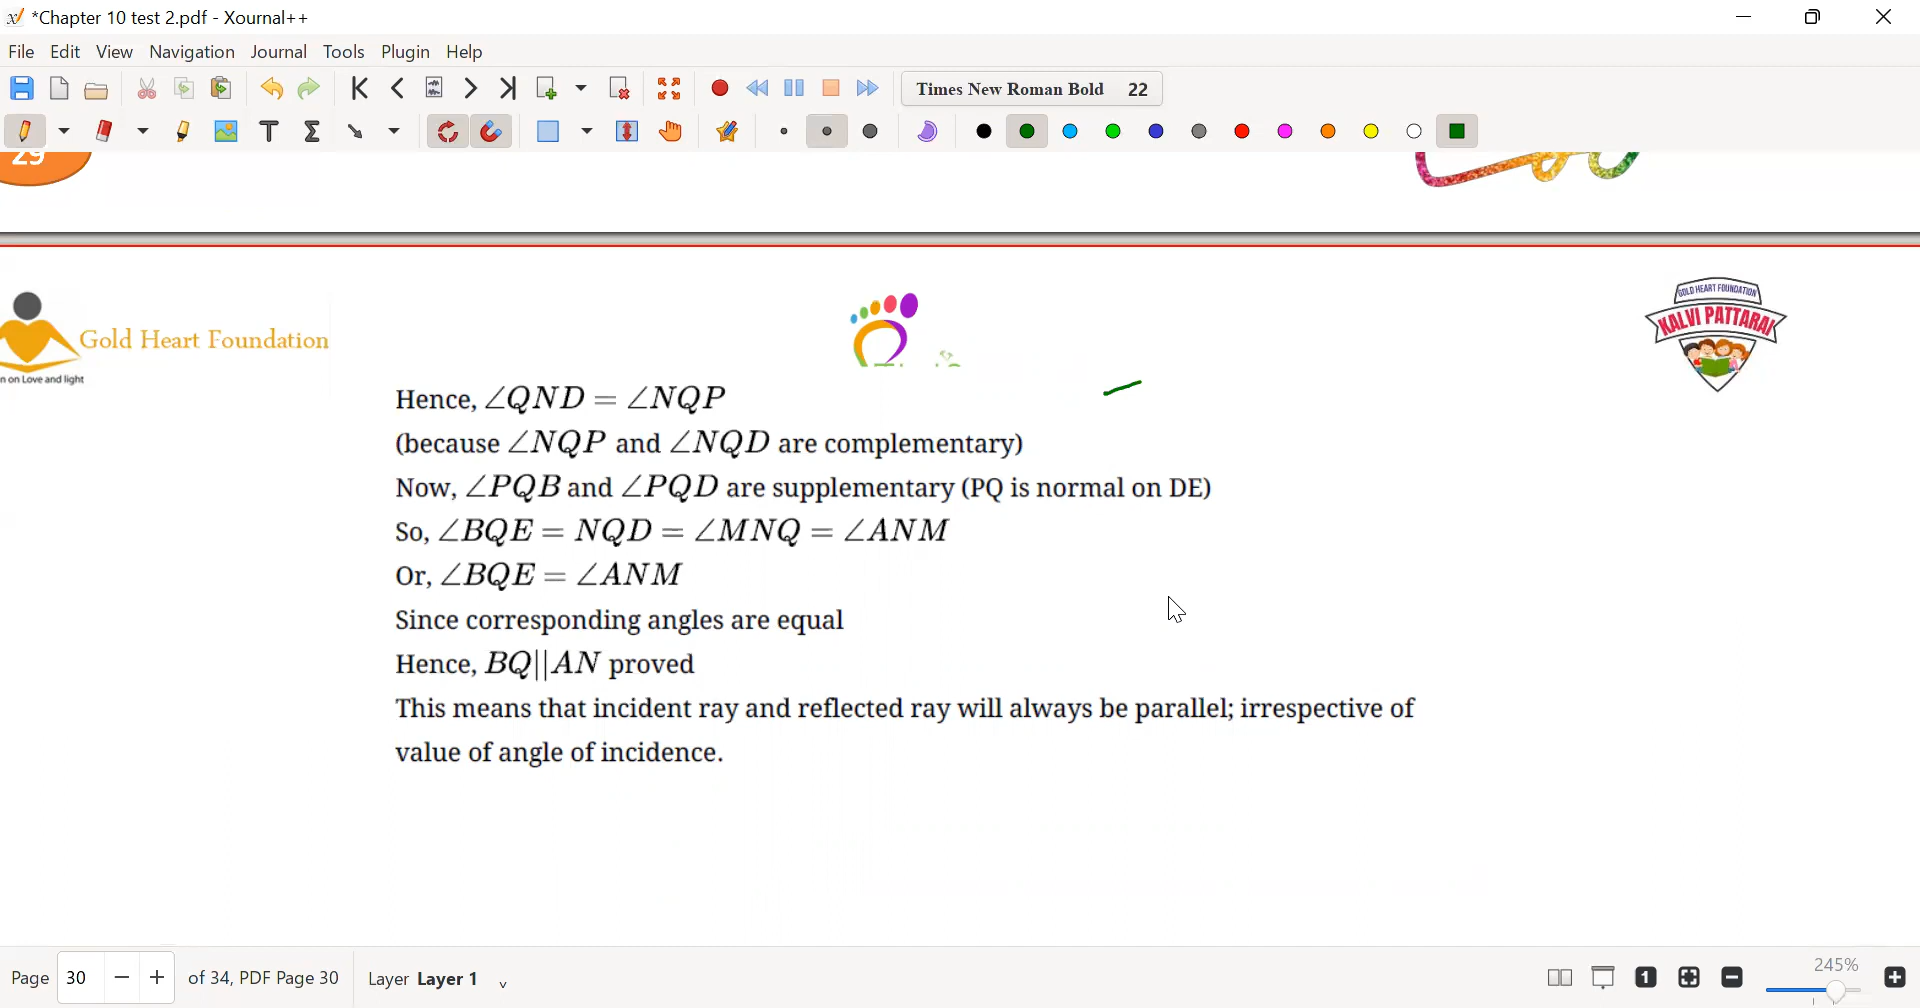 *Chapter 10 test 2.pdf - Xournal++
File Edit View Navigation Journal Tools Plugin Help
Times New Roman Bold 22
29
Gold Heart Foundation
n on Love and light
GOLD HEART FOUNDATION
KALVI PATTARAI
Hence, ∠QND = ∠NQP
(because ∠NQP and ∠NQD are complementary)
Now, ∠PQB and ∠PQD are supplementary (PQ is normal on DE)
So, ∠BQE = NQD = ∠MNQ = ∠ANM
Or, ∠BQE = ∠ANM
Since corresponding angles are equal
Hence, BQ||AN proved
This means that incident ray and reflected ray will always be parallel; irrespective of
value of angle of incidence.
Page 30 of 34, PDF Page 30 Layer Layer 1 1 245%